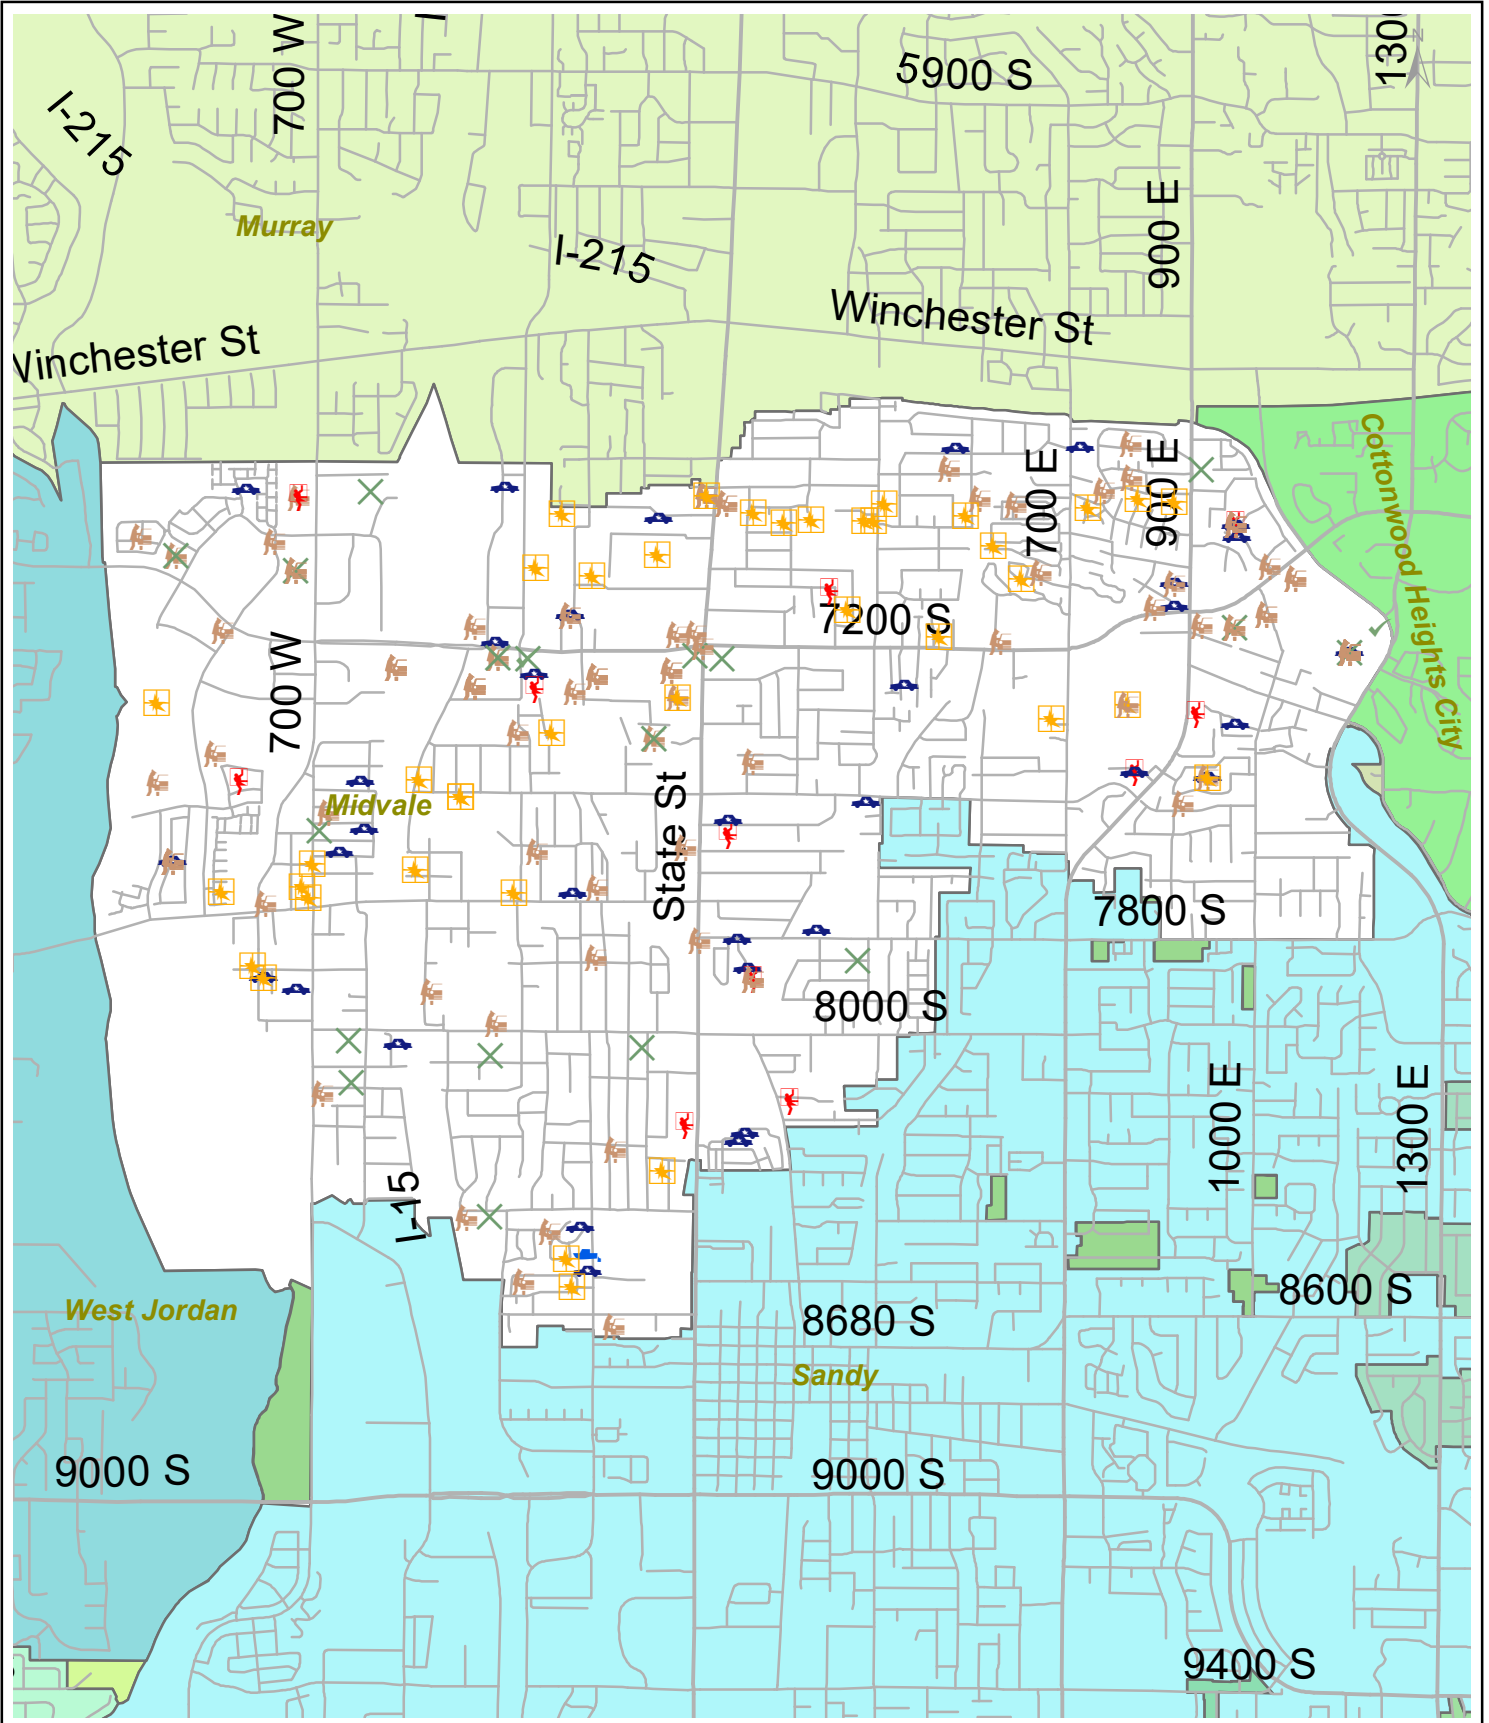 700 W
5900 S
I-215
Murray
900 E
I-215
Winchester St
Winchester St
Cottonwood Heights City
700 E
900 E
7200 S
700 W
Midvale
State St
7800 S
8000 S
1000 E
1300 E
I-15
8600 S
West Jordan
8680 S
Sandy
9000 S
9000 S
9400 S